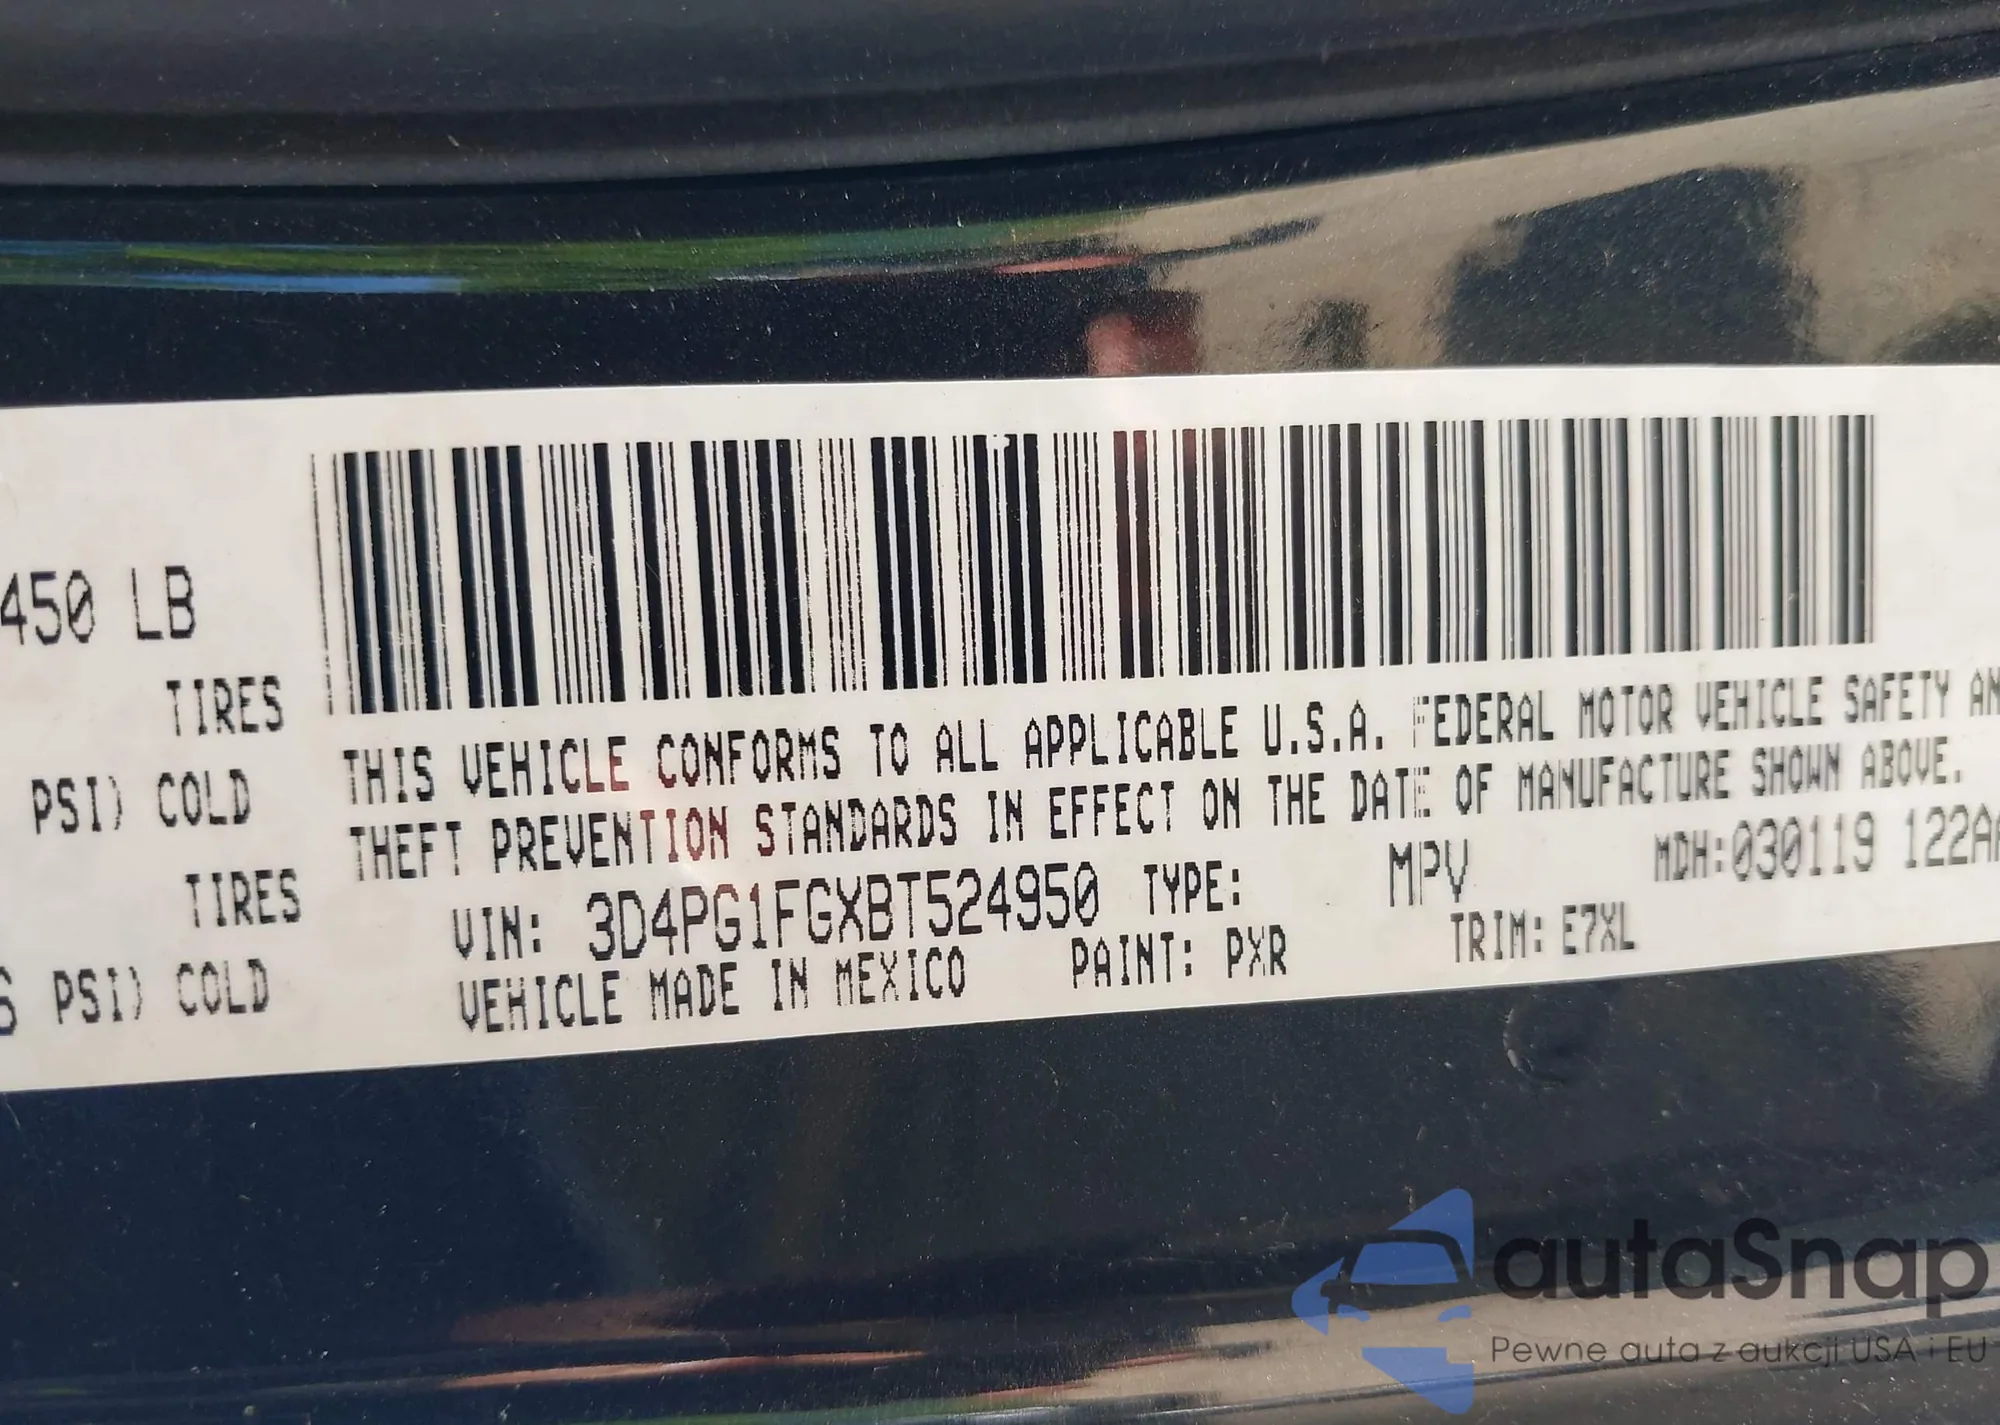 450 LB
TIRES
PSI) COLD
TIRES
PSI) COLD
THIS VEHICLE CONFORMS TO ALL APPLICABLE U.S.A. FEDERAL MOTOR VEHICLE SAFETY AN
THEFT PREVENTION STANDARDS IN EFFECT ON THE DATE OF MANUFACTURE SHOWN ABOVE.
VIN: 3D4PG1FGXBT524950 TYPE: MPV MDH:030119 122AA
VEHICLE MADE IN MEXICO PAINT: PXR TRIM: E7XL
autaSnap
Pewne auta z aukcji USA i EU